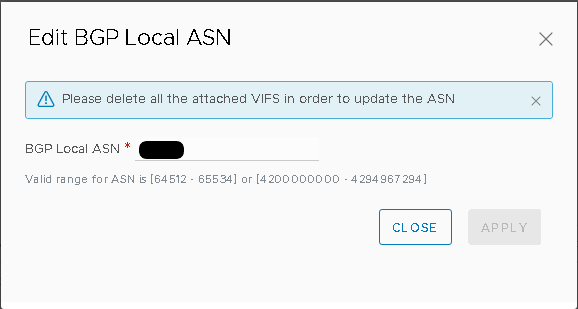 Edit BGP Local ASN
Please delete all the attached VIFS in order to update the ASN
BGP Local ASN *
Valid range for ASN is [64512 - 65534] or [4200000000 - 4294967294]
CLOSE
APPLY